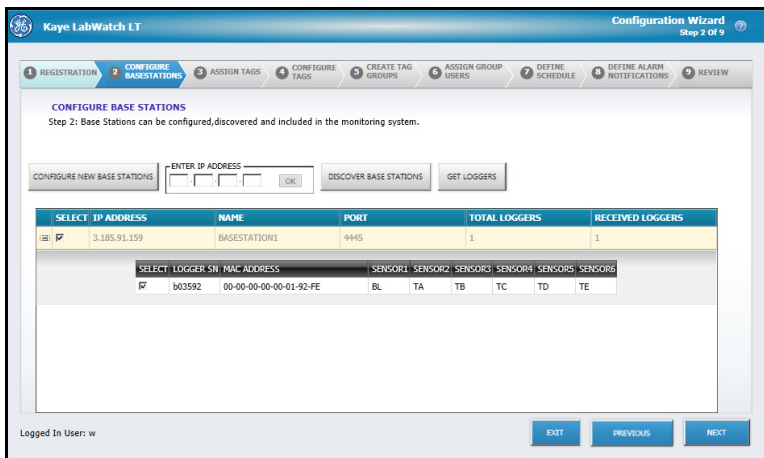 Kaye LabWatch LT
Configuration Wizard
Step 2 Of 9
1 REGISTRATION 2 CONFIGURE BASESTATIONS 3 ASSIGN TAGS 4 CONFIGURE TAGS 5 CREATE TAG GROUPS 6 ASSIGN GROUP USERS 7 DEFINE SCHEDULE 8 DEFINE ALARM NOTIFICATIONS 9 REVIEW
CONFIGURE BASE STATIONS
Step 2: Base Stations can be configured,discovered and included in the monitoring system.
ENTER IP ADDRESS
CONFIGURE NEW BASE STATIONS OK DISCOVER BASE STATIONS GET LOGGERS
SELECT IP ADDRESS NAME PORT TOTAL LOGGERS RECEIVED LOGGERS
3.185.91.159 BASESTATION1 4445 1 1
SELECT LOGGER SN MAC ADDRESS SENSOR1 SENSOR2 SENSOR3 SENSOR4 SENSOR5 SENSOR6
b03592 00-00-00-00-00-01-92-FE BL TA TB TC TD TE
Logged In User: w EXIT PREVIOUS NEXT